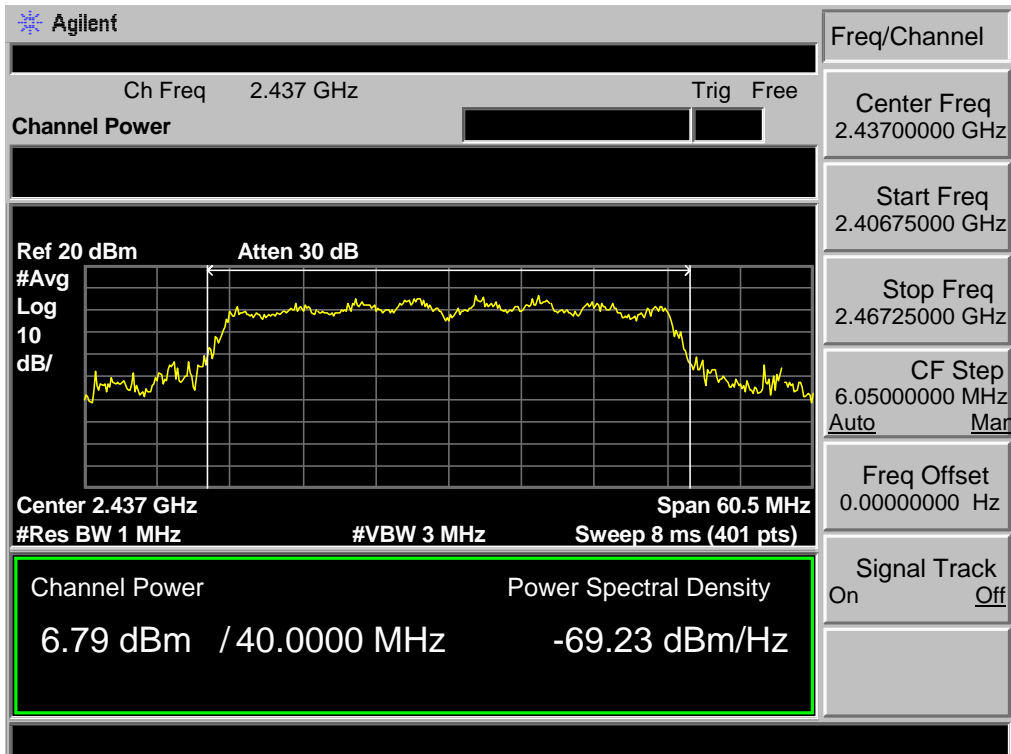 Agilent
Freq/Channel
Ch Freq 2.437 GHz Trig Free
Channel Power
Center Freq
2.43700000 GHz
Start Freq
2.40675000 GHz
Ref 20 dBm Atten 30 dB
#Avg
Log
10
dB/
Stop Freq
2.46725000 GHz
CF Step
6.05000000 MHz
Auto Man
Center 2.437 GHz Span 60.5 MHz
#Res BW 1 MHz #VBW 3 MHz Sweep 8 ms (401 pts)
Freq Offset
0.00000000 Hz
Channel Power Power Spectral Density
6.79 dBm / 40.0000 MHz -69.23 dBm/Hz
Signal Track
On Off